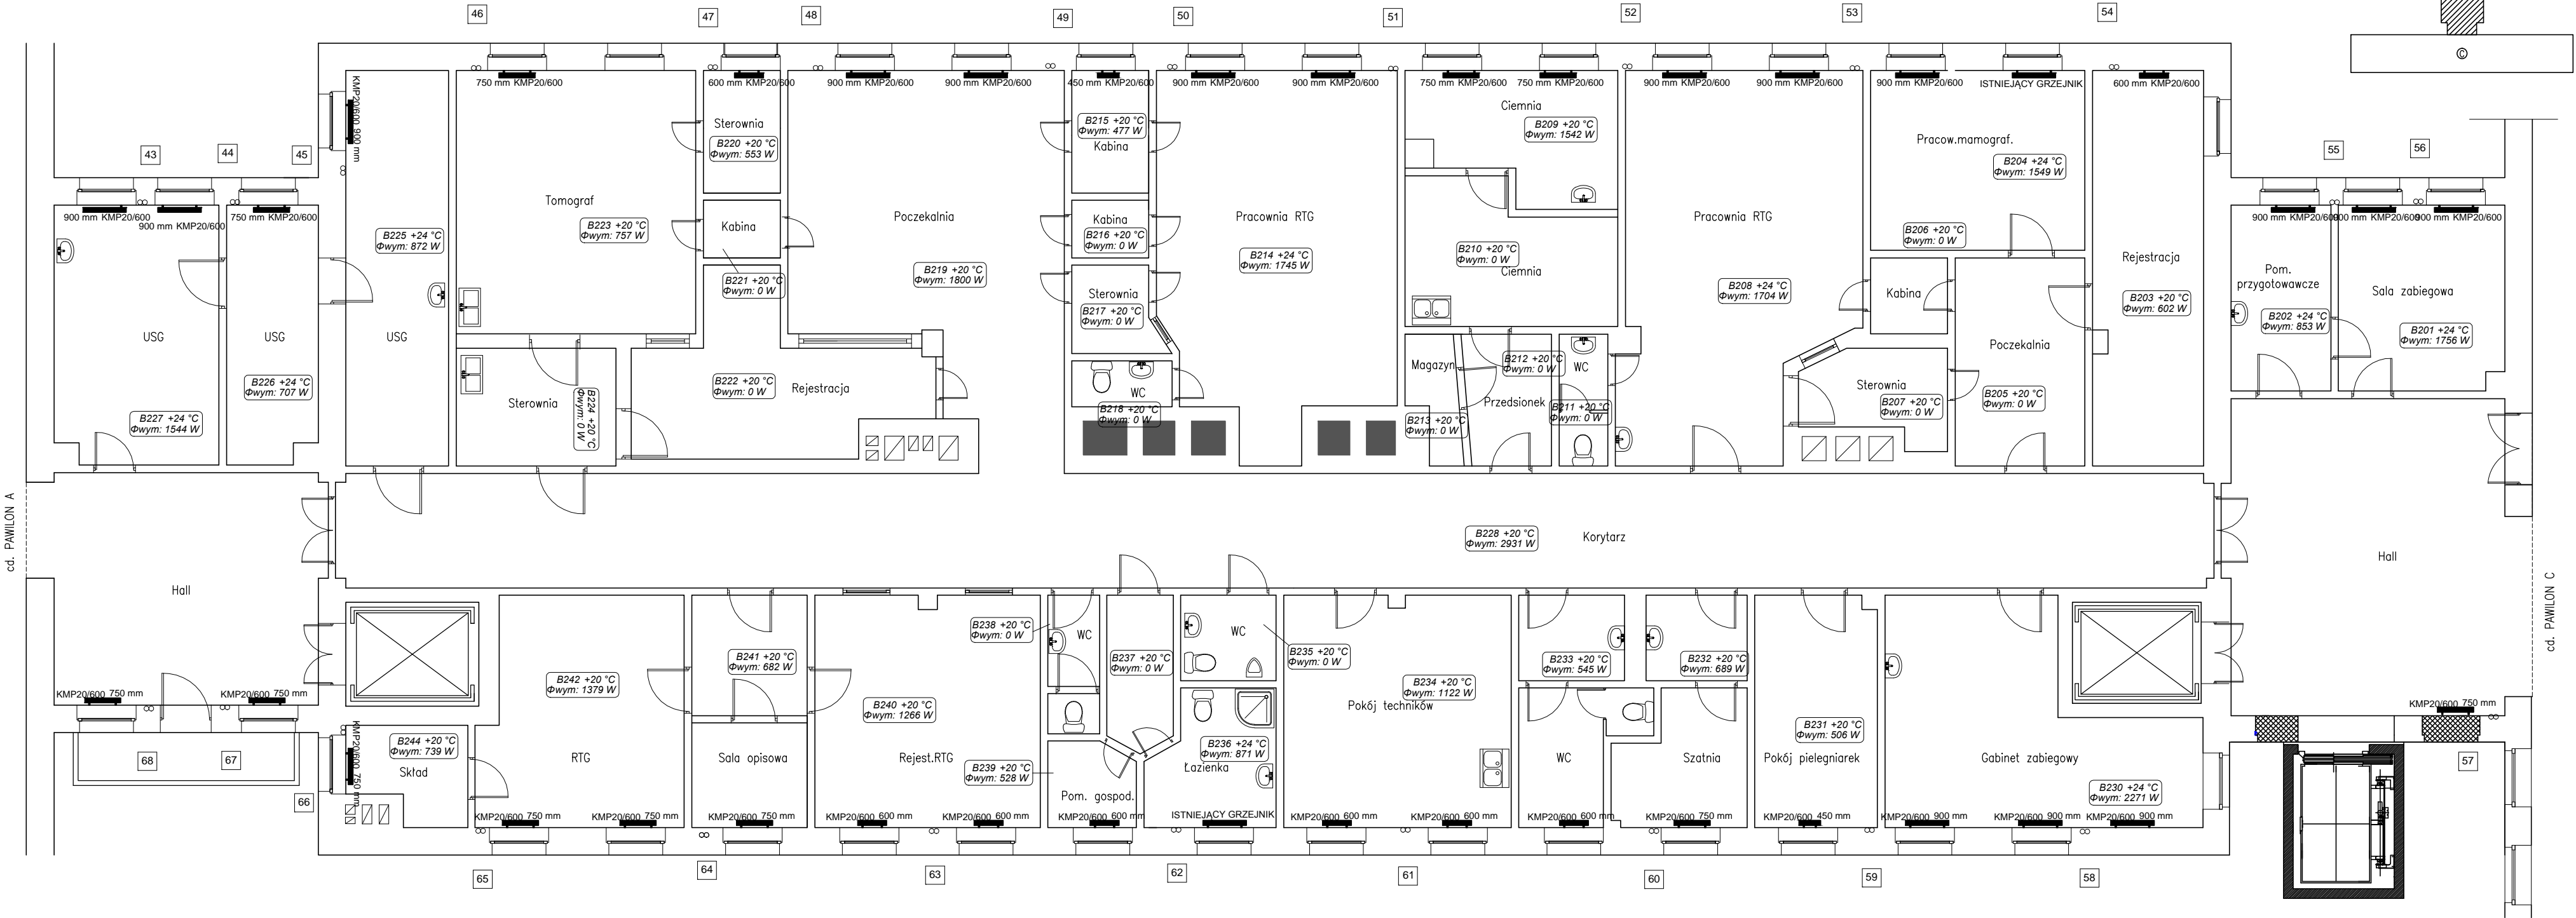 46
47
48
49
50
51
52
53
54
©
750 mm KMP20/600
600 mm KMP20/600
900 mm KMP20/600
900 mm KMP20/600
450 mm KMP20/600
900 mm KMP20/600
900 mm KMP20/600
750 mm KMP20/600
750 mm KMP20/600
900 mm KMP20/600
900 mm KMP20/600
900 mm KMP20/600
ISTNIEJĄCY GRZEJNIK
600 mm KMP20/600
KMP20/600 900 mm
43
44
45
55
56
900 mm KMP20/600
900 mm KMP20/600
750 mm KMP20/600
900 mm KMP20/600
900 mm KMP20/600
900 mm KMP20/600
Sterownia
B220 +20 °C
Φwym: 553 W
B215 +20 °C
Φwym: 477 W
Kabina
Ciemnia
B209 +20 °C
Φwym: 1542 W
Pracow.mamograf.
B204 +24 °C
Φwym: 1549 W
Tomograf
B223 +20 °C
Φwym: 757 W
B225 +24 °C
Φwym: 872 W
USG
Kabina
B221 +20 °C
Φwym: 0 W
Poczekalnia
B219 +20 °C
Φwym: 1800 W
Kabina
B216 +20 °C
Φwym: 0 W
Sterownia
B217 +20 °C
Φwym: 0 W
Pracownia RTG
B214 +24 °C
Φwym: 1745 W
B210 +20 °C
Φwym: 0 W
Ciemnia
Pracownia RTG
B208 +24 °C
Φwym: 1704 W
B206 +20 °C
Φwym: 0 W
Kabina
Rejestracja
B203 +20 °C
Φwym: 602 W
Pom.
przygotowawcze
B202 +24 °C
Φwym: 853 W
Sala zabiegowa
B201 +24 °C
Φwym: 1756 W
USG
B227 +24 °C
Φwym: 1544 W
USG
B226 +24 °C
Φwym: 707 W
Sterownia
B224 +20 °C
Φwym: 0 W
B222 +20 °C
Φwym: 0 W
Rejestracja
WC
B218 +20 °C
Φwym: 0 W
Magazyn
B213 +20 °C
Φwym: 0 W
B212 +20 °C
Φwym: 0 W
Przedsionek
WC
B211 +20 °C
Φwym: 0 W
Sterownia
B207 +20 °C
Φwym: 0 W
Poczekalnia
B205 +20 °C
Φwym: 0 W
cd. PAWILON A
B228 +20 °C
Φwym: 2931 W
Korytarz
Hall
Hall
cd. PAWILON C
B242 +20 °C
Φwym: 1379 W
RTG
B241 +20 °C
Φwym: 682 W
Sala opisowa
B240 +20 °C
Φwym: 1266 W
Rejest.RTG
B238 +20 °C
Φwym: 0 W
WC
B237 +20 °C
Φwym: 0 W
WC
B235 +20 °C
Φwym: 0 W
B239 +20 °C
Φwym: 528 W
Pom. gospod.
B236 +24 °C
Φwym: 871 W
Łazienka
B234 +20 °C
Φwym: 1122 W
Pokój techników
B233 +20 °C
Φwym: 545 W
WC
B232 +20 °C
Φwym: 689 W
Szatnia
B231 +20 °C
Φwym: 506 W
Pokój pielegniarek
Gabinet zabiegowy
B230 +24 °C
Φwym: 2271 W
B244 +20 °C
Φwym: 739 W
Skład
KMP20/600 750 mm
KMP20/600 750 mm
KMP20/600 750 mm
KMP20/600 750 mm
68
67
66
57
KMP20/600 750 mm
KMP20/600 750 mm
KMP20/600 750 mm
KMP20/600 600 mm
KMP20/600 600 mm
KMP20/600 600 mm
ISTNIEJĄCY GRZEJNIK
KMP20/600 600 mm
KMP20/600 600 mm
KMP20/600 600 mm
KMP20/600 750 mm
KMP20/600 450 mm
KMP20/600 900 mm
KMP20/600 900 mm
KMP20/600 900 mm
65
64
63
62
61
60
59
58